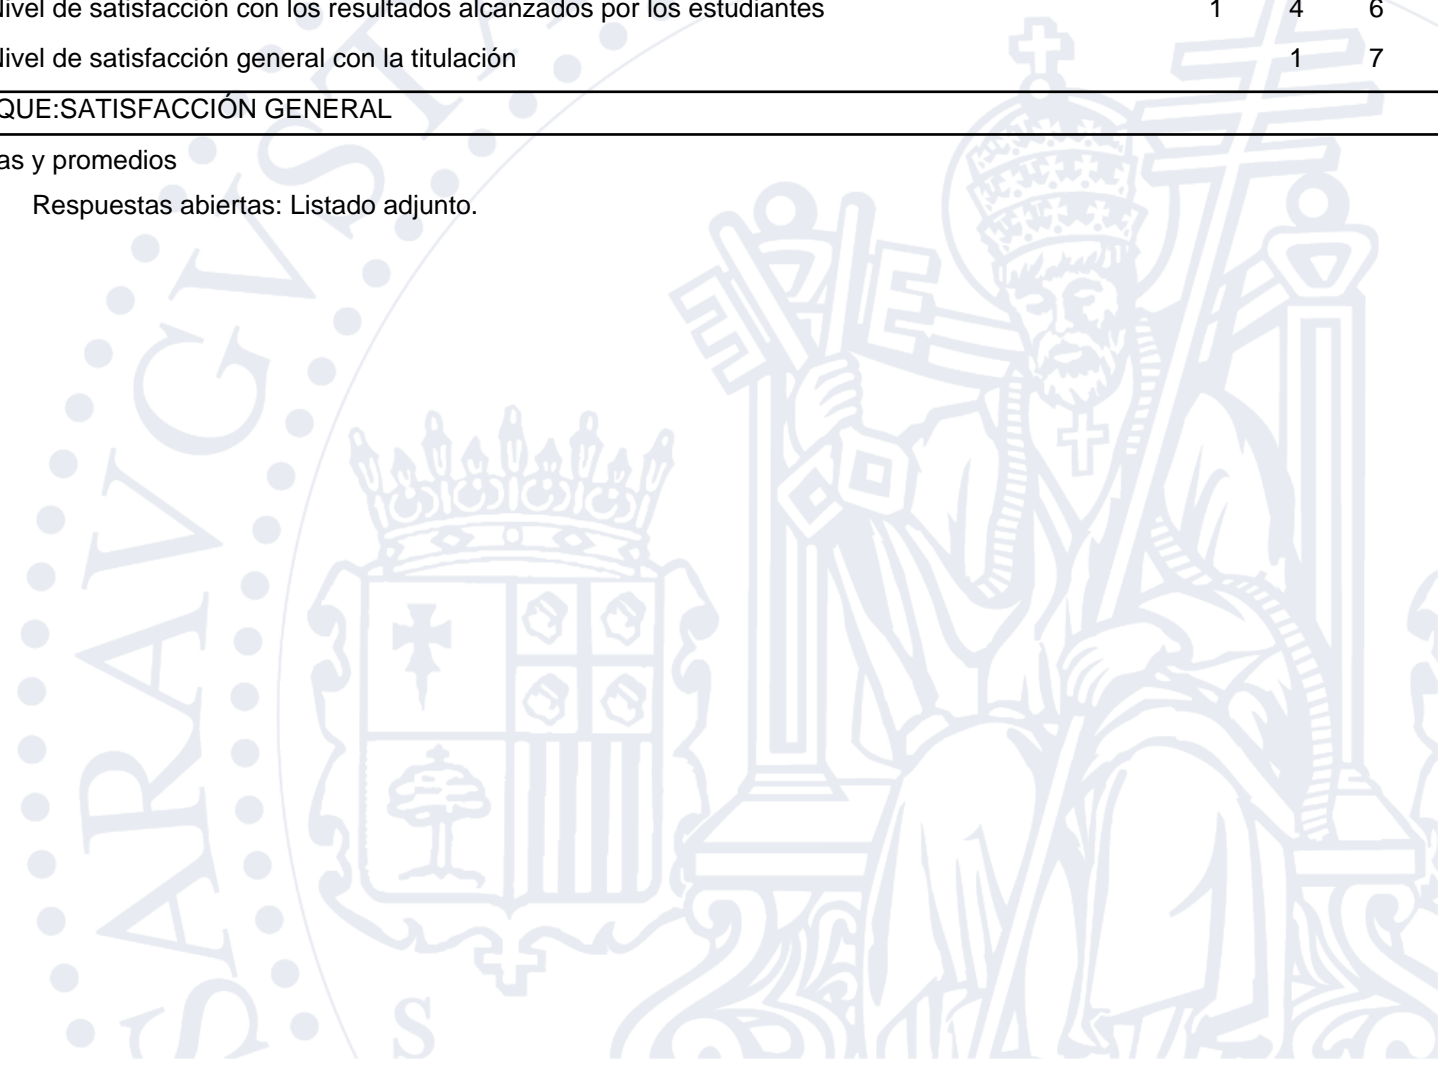 Nivel de satisfacción con los resultados alcanzados por los estudiantes 1 4 6
Nivel de satisfacción general con la titulación 1 7
QUE:SATISFACCIÓN GENERAL
as y promedios
Respuestas abiertas: Listado adjunto.
SARAVGVST
S